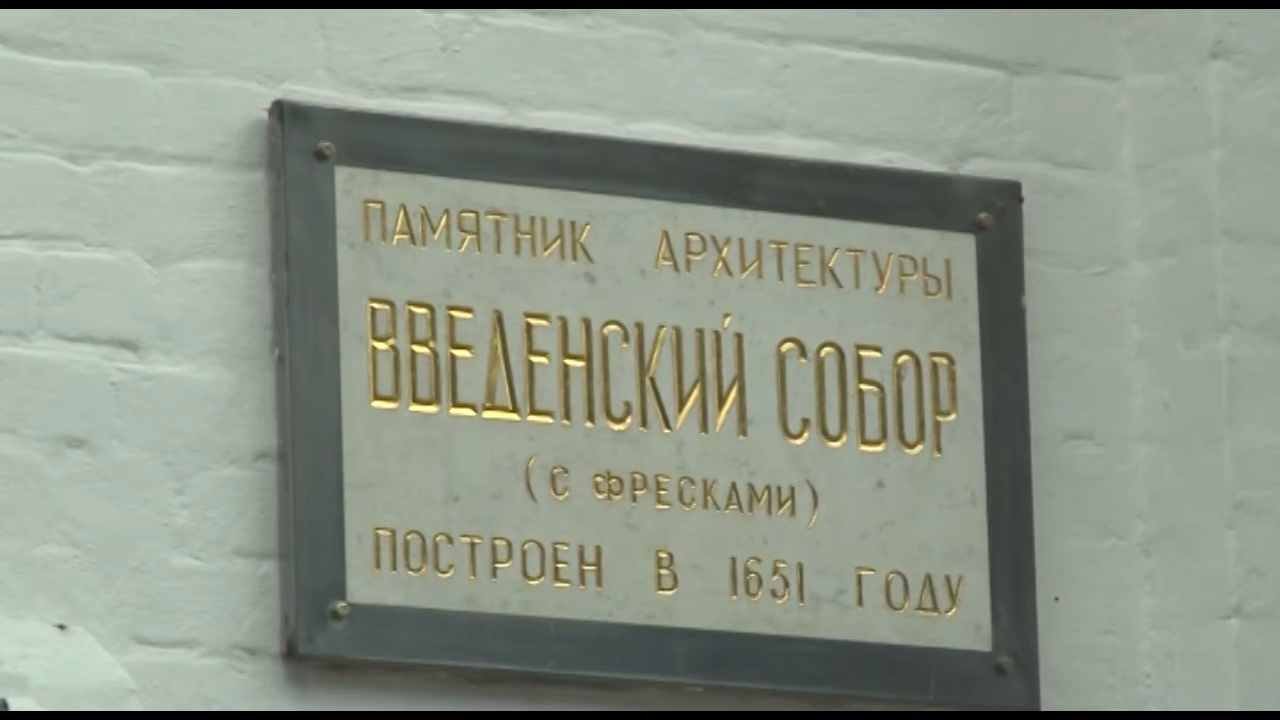 ПАМЯТНИК АРХИТЕКТУРЫ
ВВЕДЕНСКИЙ СОБОР
(С ФРЕСКАМИ)
ПОСТРОЕН В 1651 ГОДУ